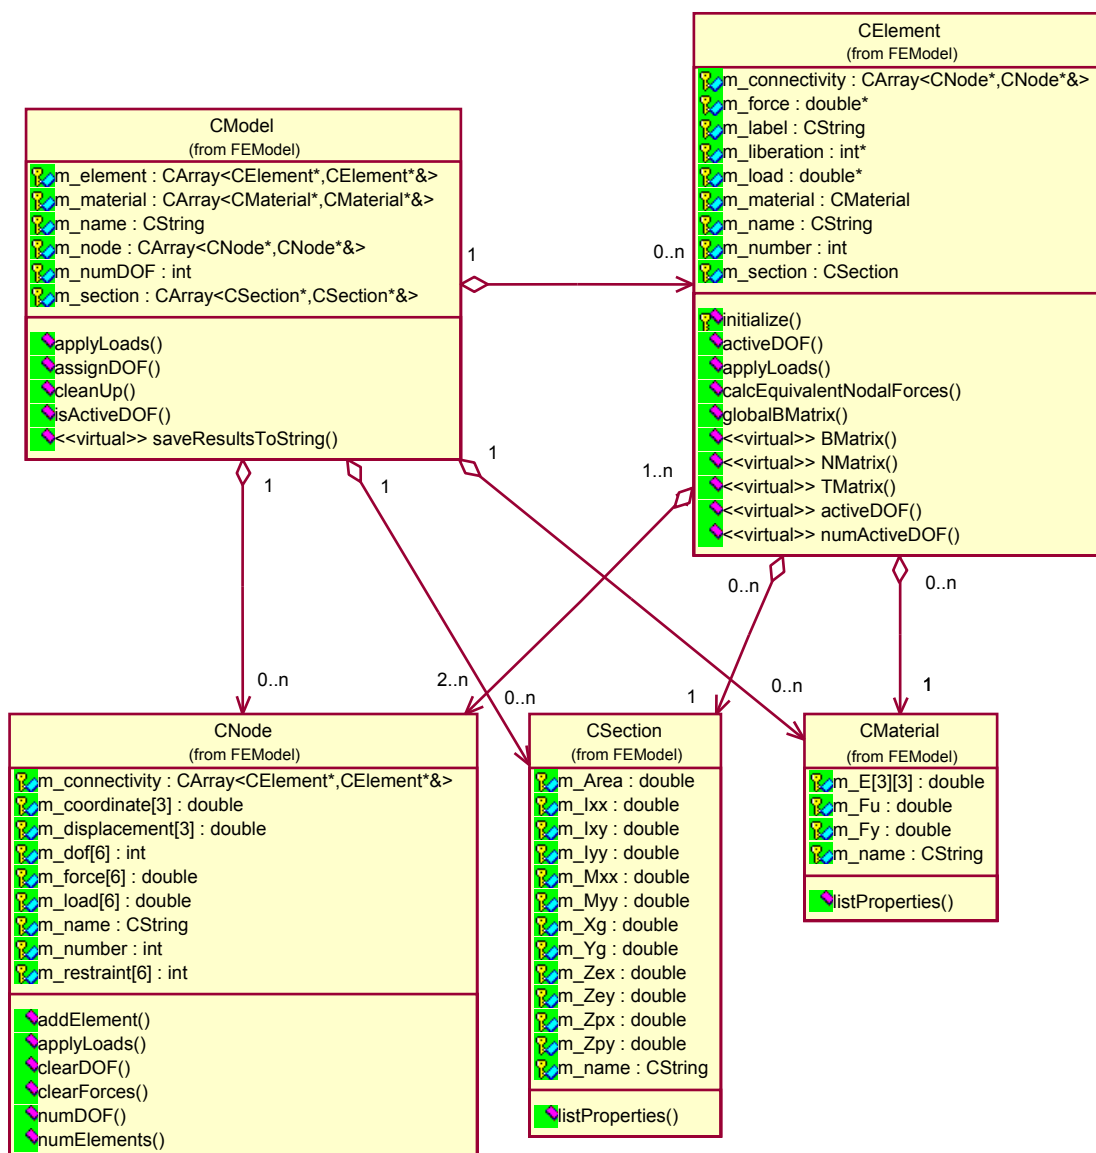 CElement
(from FEModel)
m_connectivity : CArray<CNode*,CNode*&>
m_force : double*
m_label : CString
m_liberation : int*
m_load : double*
m_material : CMaterial
m_name : CString
m_number : int
m_section : CSection
initialize()
activeDOF()
applyLoads()
calcEquivalentNodalForces()
globalBMatrix()
<<virtual>> BMatrix()
<<virtual>> NMatrix()
<<virtual>> TMatrix()
<<virtual>> activeDOF()
<<virtual>> numActiveDOF()
CModel
(from FEModel)
m_element : CArray<CElement*,CElement*&>
m_material : CArray<CMaterial*,CMaterial*&>
m_name : CString
m_node : CArray<CNode*,CNode*&>
m_numDOF : int
m_section : CArray<CSection*,CSection*&>
applyLoads()
assignDOF()
cleanUp()
isActiveDOF()
<<virtual>> saveResultsToString()
1
0..n
1
1
1
1..n
0..n
0..n
0..n
2..n
0..n
1
0..n
1
CNode
(from FEModel)
m_connectivity : CArray<CElement*,CElement*&>
m_coordinate[3] : double
m_displacement[3] : double
m_dof[6] : int
m_force[6] : double
m_load[6] : double
m_name : CString
m_number : int
m_restraint[6] : int
addElement()
applyLoads()
clearDOF()
clearForces()
numDOF()
numElements()
CSection
(from FEModel)
m_Area : double
m_Ixx : double
m_Ixy : double
m_Iyy : double
m_Mxx : double
m_Myy : double
m_Xg : double
m_Yg : double
m_Zex : double
m_Zey : double
m_Zpx : double
m_Zpy : double
m_name : CString
listProperties()
CMaterial
(from FEModel)
m_E[3][3] : double
m_Fu : double
m_Fy : double
m_name : CString
listProperties()